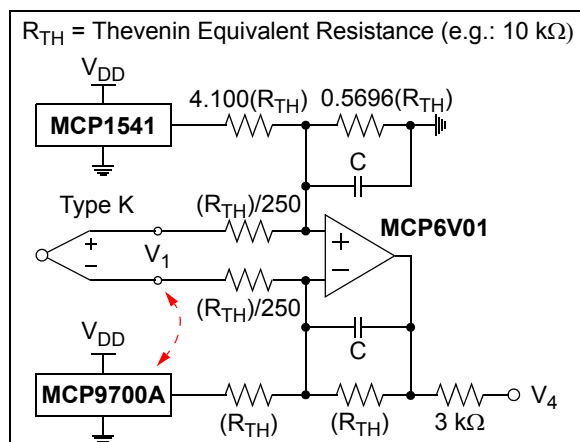 R_TH = Thevenin Equivalent Resistance (e.g.: 10 kΩ)
V_DD
4.100(R_TH)
0.5696(R_TH)
MCP1541
C
Type K
(R_TH)/250
MCP6V01
+
−
V_1
+
−
(R_TH)/250
V_DD
C
MCP9700A
V_4
(R_TH)
(R_TH)
3 kΩ